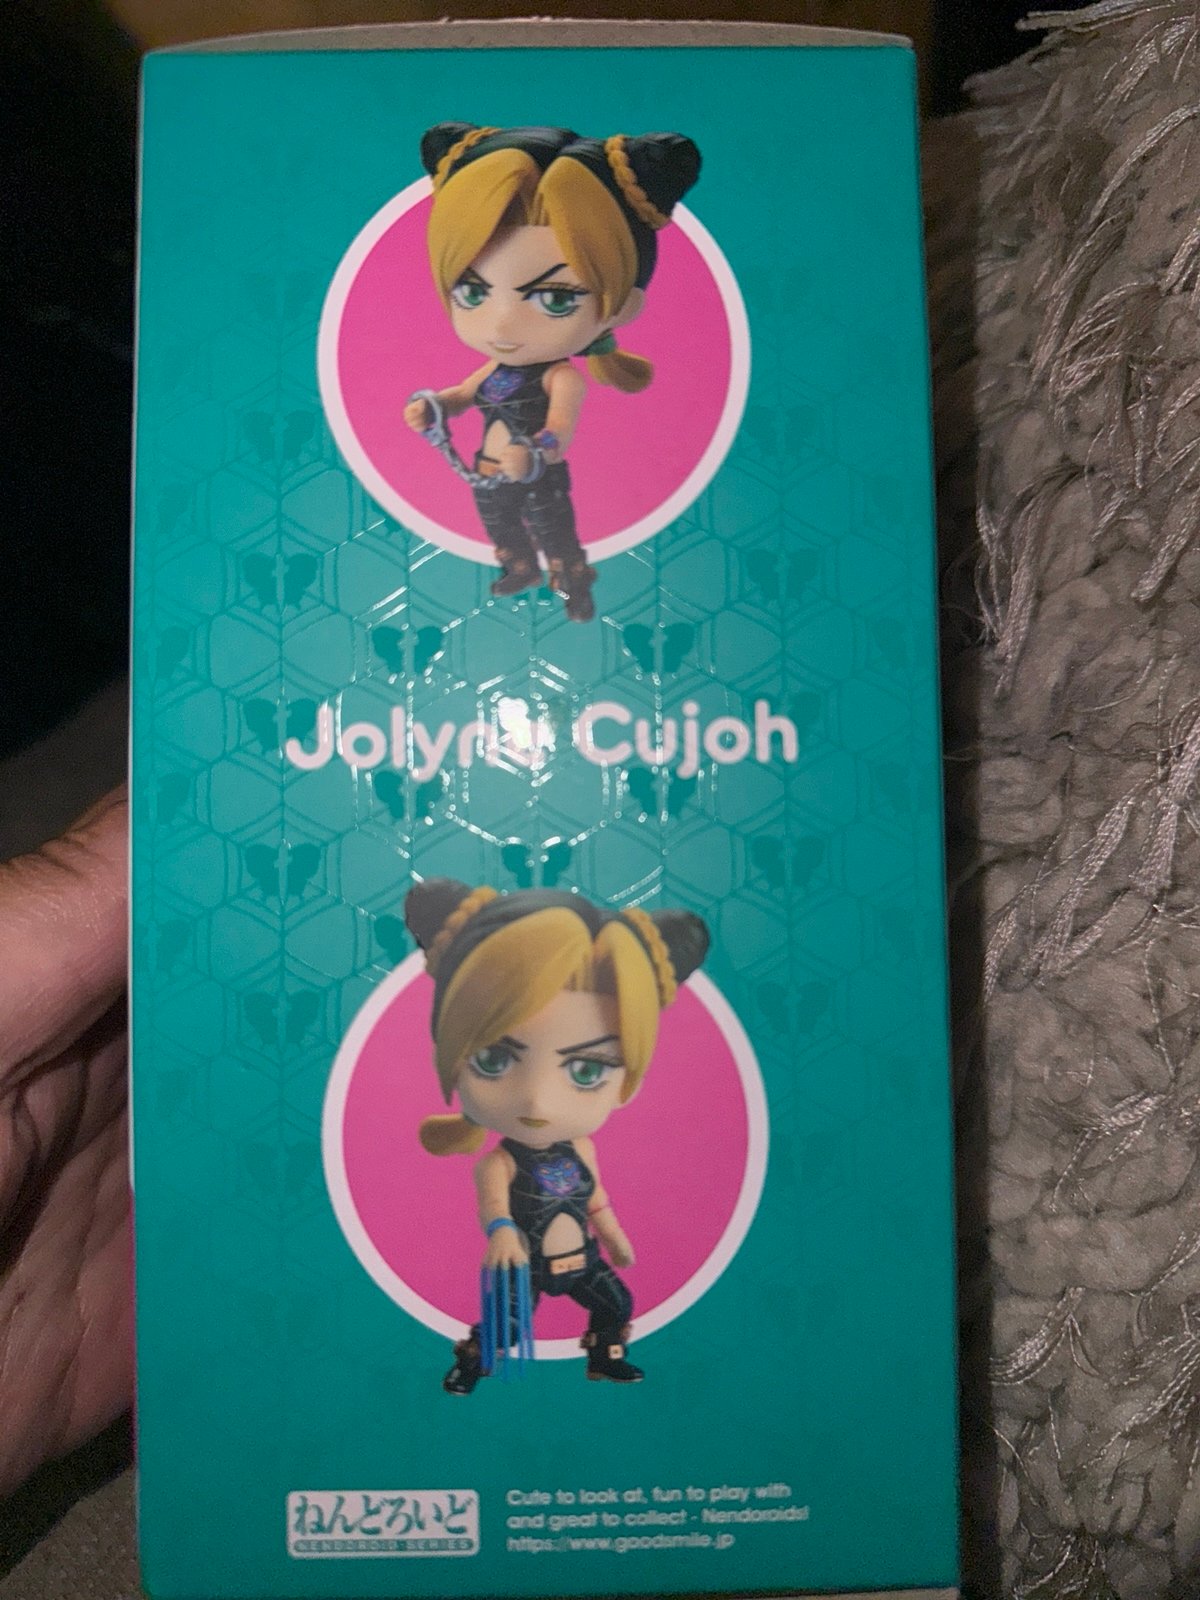 Jolyne Cujoh
ねんどろいど
NENDOROID SERIES
Cute to look at, fun to play with
and great to collect - Nendoroids!
https://www.goodsmile.jp